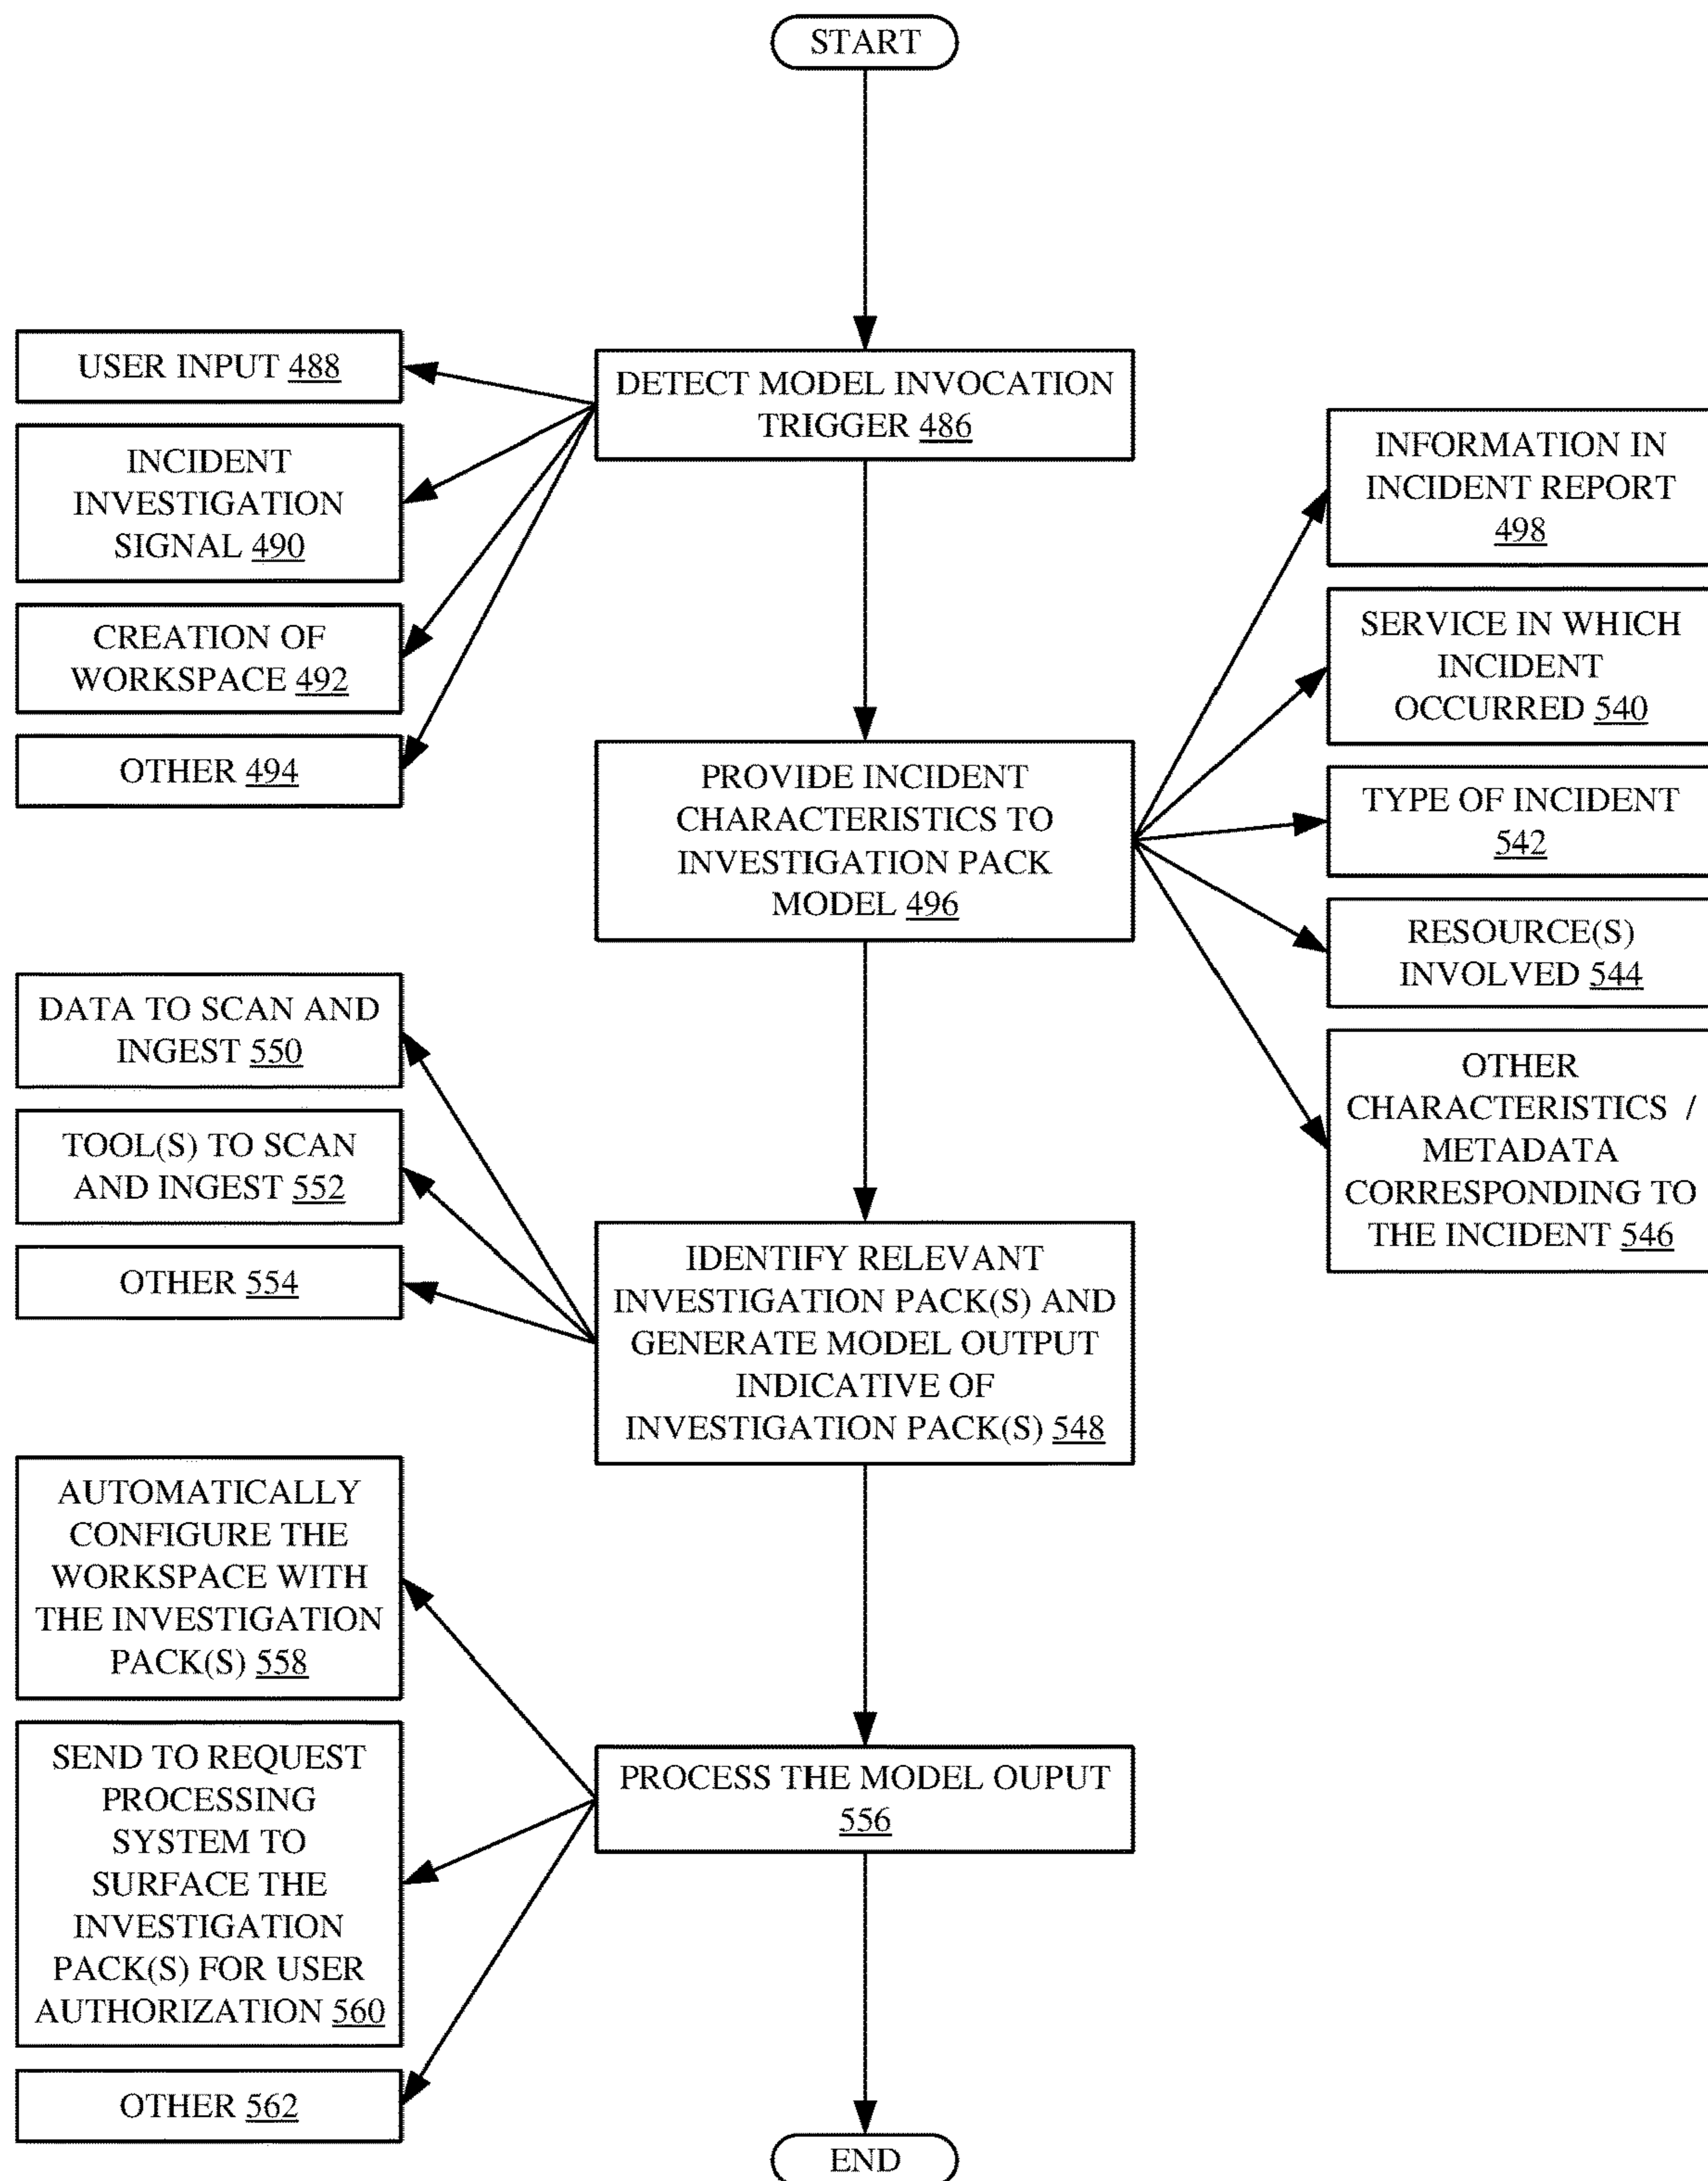 START
DETECT MODEL INVOCATION
TRIGGER 486
USER INPUT 488
INCIDENT
INVESTIGATION
SIGNAL 490
CREATION OF
WORKSPACE 492
OTHER 494
PROVIDE INCIDENT
CHARACTERISTICS TO
INVESTIGATION PACK
MODEL 496
INFORMATION IN
INCIDENT REPORT
498
SERVICE IN WHICH
INCIDENT
OCCURRED 540
TYPE OF INCIDENT
542
RESOURCE(S)
INVOLVED 544
OTHER
CHARACTERISTICS /
METADATA
CORRESPONDING TO
THE INCIDENT 546
IDENTIFY RELEVANT
INVESTIGATION PACK(S) AND
GENERATE MODEL OUTPUT
INDICATIVE OF
INVESTIGATION PACK(S) 548
DATA TO SCAN AND
INGEST 550
TOOL(S) TO SCAN
AND INGEST 552
OTHER 554
PROCESS THE MODEL OUPUT
556
AUTOMATICALLY
CONFIGURE THE
WORKSPACE WITH
THE INVESTIGATION
PACK(S) 558
SEND TO REQUEST
PROCESSING
SYSTEM TO
SURFACE THE
INVESTIGATION
PACK(S) FOR USER
AUTHORIZATION 560
OTHER 562
END